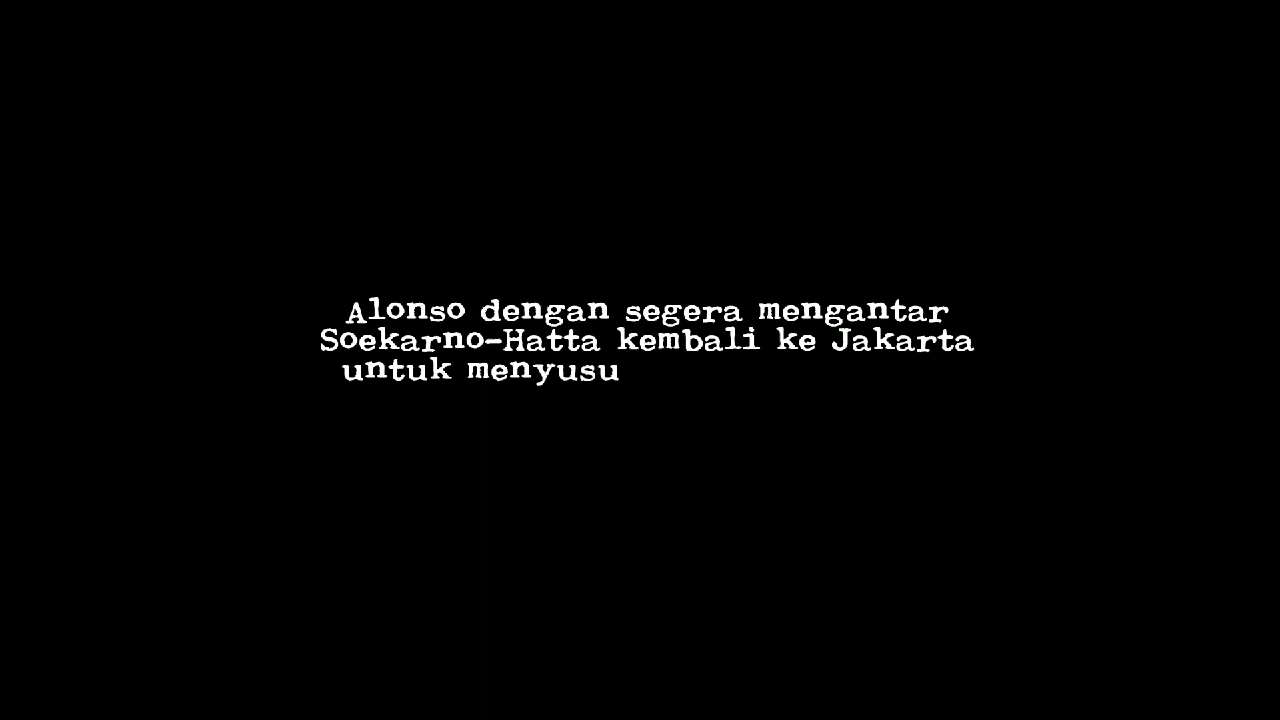 Alonso dengan segera mengantar
Soekarno-Hatta kembali ke Jakarta
untuk menyusu